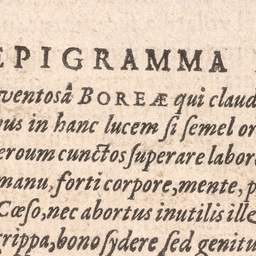 EPIGRAMMA
ventosâ BOREÆ qui claud
us in hanc lucem si semel or
eroum cunctos superare labor
manu, forti corpore, mente, p
Cæso, nec abortus inutilis ille
grippa, bono sydere sed genitu